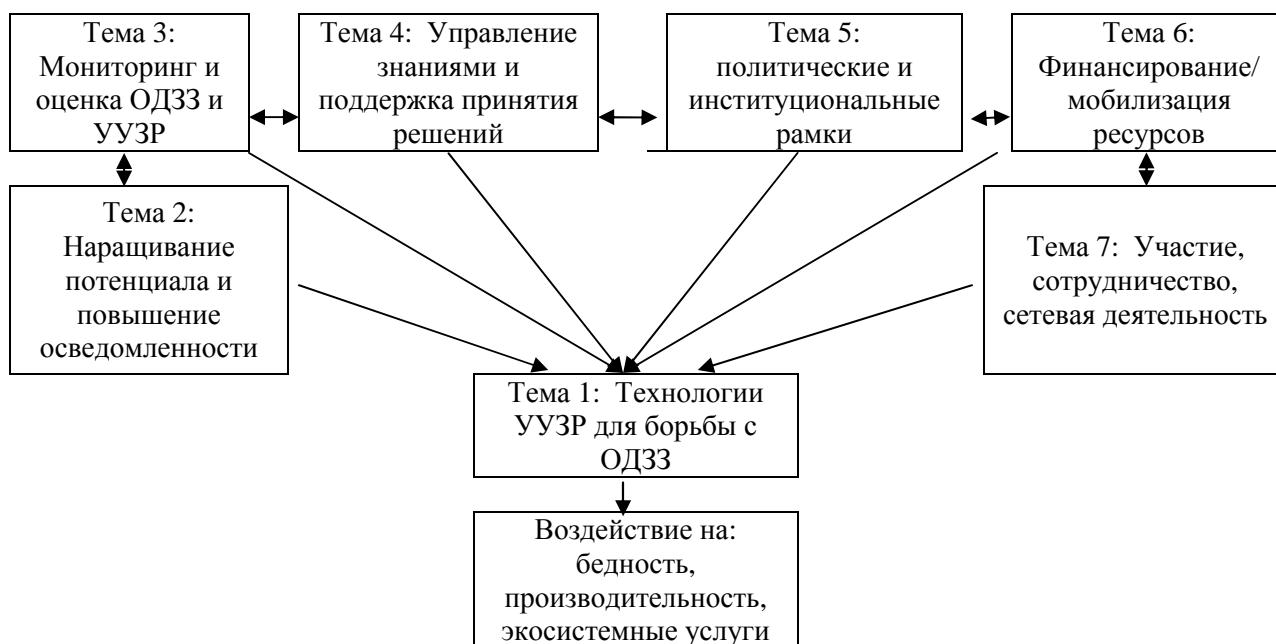 Тема 3:
Мониторинг и
оценка ОДЗЗ и
УУЗР
Тема 4: Управление
знаниями и
поддержка принятия
решений
Тема 5:
политические и
институциональные
рамки
Тема 6:
Финансирование/
мобилизация
ресурсов
Тема 2:
Наращивание
потенциала и
повышение
осведомленности
Тема 7: Участие,
сотрудничество,
сетевая деятельность
Тема 1: Технологии
УУЗР для борьбы с
ОДЗЗ
Воздействие на:
бедность,
производительность,
экосистемные услуги